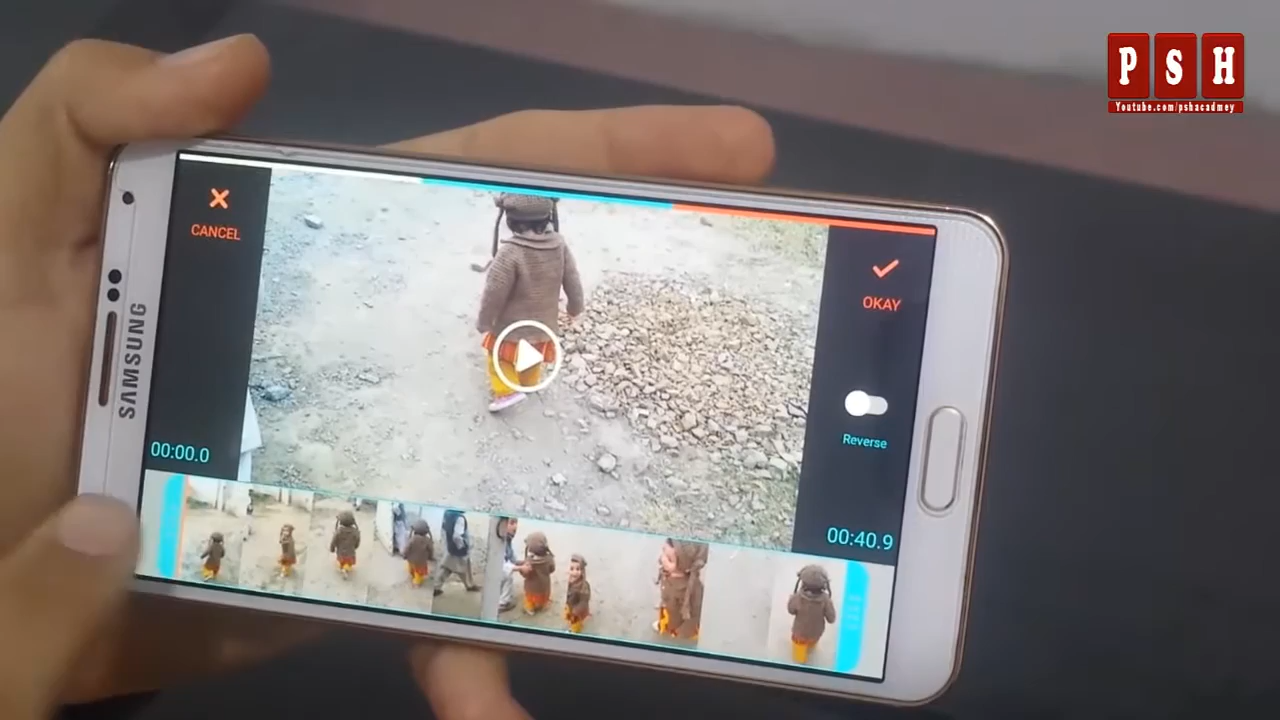 P S H
Youtube.com/pshacadmey
CANCEL
OKAY
SAMSUNG
Reverse
00:00.0
00:40.9